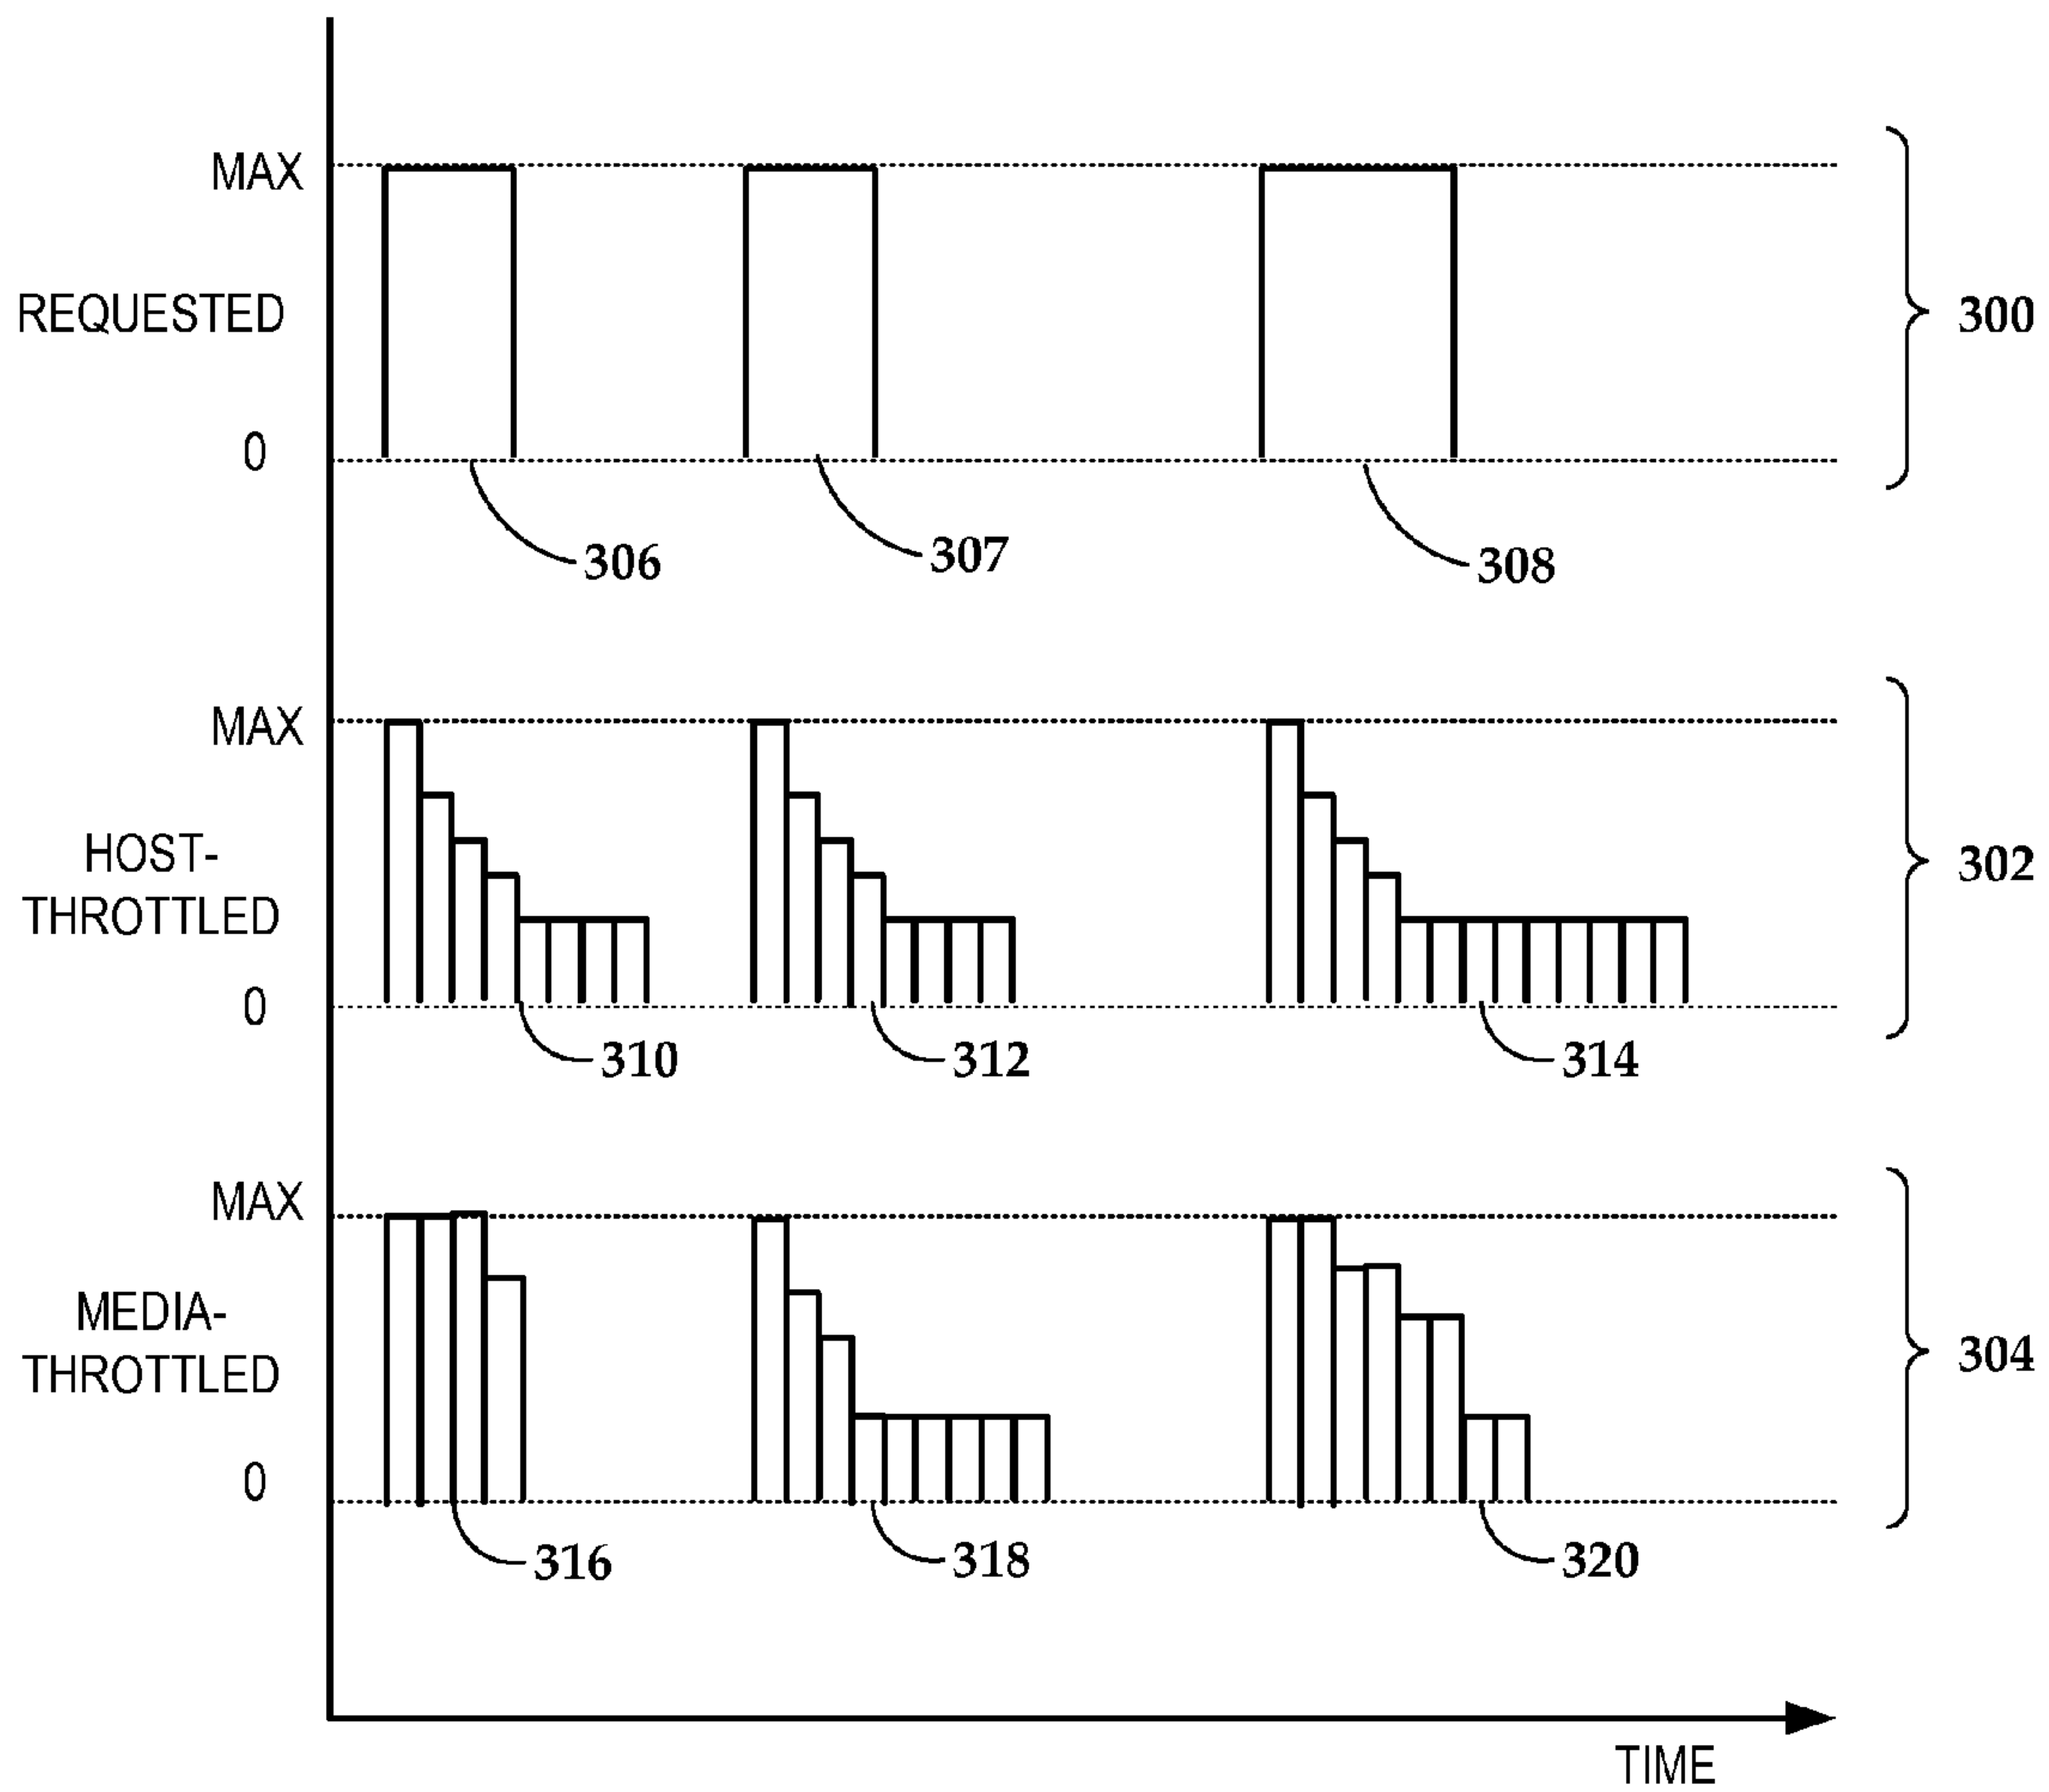 MAX
REQUESTED
300
0
306
307
308
MAX
HOST-
THROTTLED
302
0
310
312
314
MAX
MEDIA-
THROTTLED
304
0
316
318
320
TIME